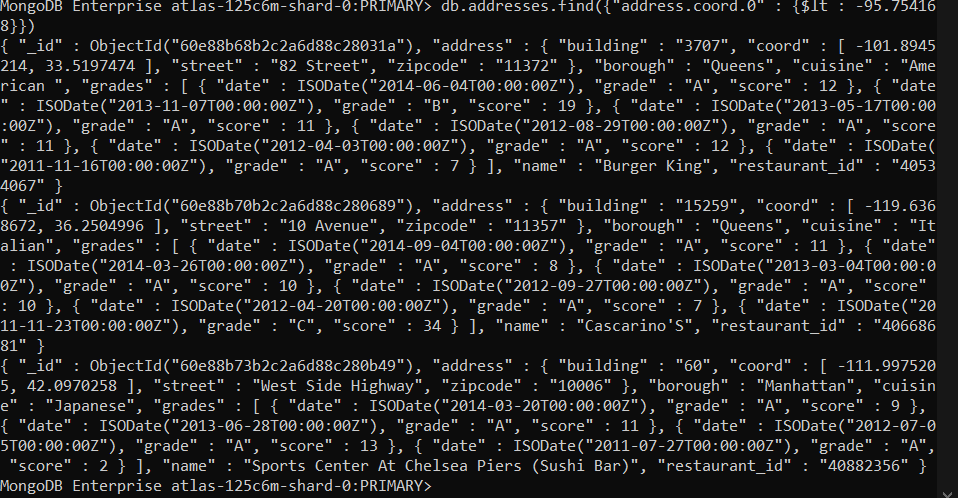 MongoDB Enterprise atlas-125c6m-shard-0:PRIMARY> db.addresses.find({"address.coord.0" : {$lt : -95.75416
8}})
{ "_id" : ObjectId("60e88b68b2c2a6d88c28031a"), "address" : { "building" : "3707", "coord" : [ -101.8945
214, 33.5197474 ], "street" : "82 Street", "zipcode" : "11372" }, "borough" : "Queens", "cuisine" : "Ame
rican ", "grades" : [ { "date" : ISODate("2014-06-04T00:00:00Z"), "grade" : "A", "score" : 12 }, { "date
" : ISODate("2013-11-07T00:00:00Z"), "grade" : "B", "score" : 19 }, { "date" : ISODate("2013-05-17T00:00
:00Z"), "grade" : "A", "score" : 11 }, { "date" : ISODate("2012-08-29T00:00:00Z"), "grade" : "A", "score
" : 11 }, { "date" : ISODate("2012-04-03T00:00:00Z"), "grade" : "A", "score" : 12 }, { "date" : ISODate(
"2011-11-16T00:00:00Z"), "grade" : "A", "score" : 7 } ], "name" : "Burger King", "restaurant_id" : "4053
4067" }
{ "_id" : ObjectId("60e88b70b2c2a6d88c280689"), "address" : { "building" : "15259", "coord" : [ -119.636
8672, 36.2504996 ], "street" : "10 Avenue", "zipcode" : "11357" }, "borough" : "Queens", "cuisine" : "It
alian", "grades" : [ { "date" : ISODate("2014-09-04T00:00:00Z"), "grade" : "A", "score" : 11 }, { "date"
 : ISODate("2014-03-26T00:00:00Z"), "grade" : "A", "score" : 8 }, { "date" : ISODate("2013-03-04T00:00:0
0Z"), "grade" : "A", "score" : 10 }, { "date" : ISODate("2012-09-27T00:00:00Z"), "grade" : "A", "score"
: 10 }, { "date" : ISODate("2012-04-20T00:00:00Z"), "grade" : "A", "score" : 7 }, { "date" : ISODate("20
11-11-23T00:00:00Z"), "grade" : "C", "score" : 34 } ], "name" : "Cascarino'S", "restaurant_id" : "406686
81" }
{ "_id" : ObjectId("60e88b73b2c2a6d88c280b49"), "address" : { "building" : "60", "coord" : [ -111.997520
5, 42.0970258 ], "street" : "West Side Highway", "zipcode" : "10006" }, "borough" : "Manhattan", "cuisin
e" : "Japanese", "grades" : [ { "date" : ISODate("2014-03-20T00:00:00Z"), "grade" : "A", "score" : 9 },
{ "date" : ISODate("2013-06-28T00:00:00Z"), "grade" : "A", "score" : 11 }, { "date" : ISODate("2012-07-0
5T00:00:00Z"), "grade" : "A", "score" : 13 }, { "date" : ISODate("2011-07-27T00:00:00Z"), "grade" : "A",
 "score" : 2 } ], "name" : "Sports Center At Chelsea Piers (Sushi Bar)", "restaurant_id" : "40882356" }
MongoDB Enterprise atlas-125c6m-shard-0:PRIMARY>